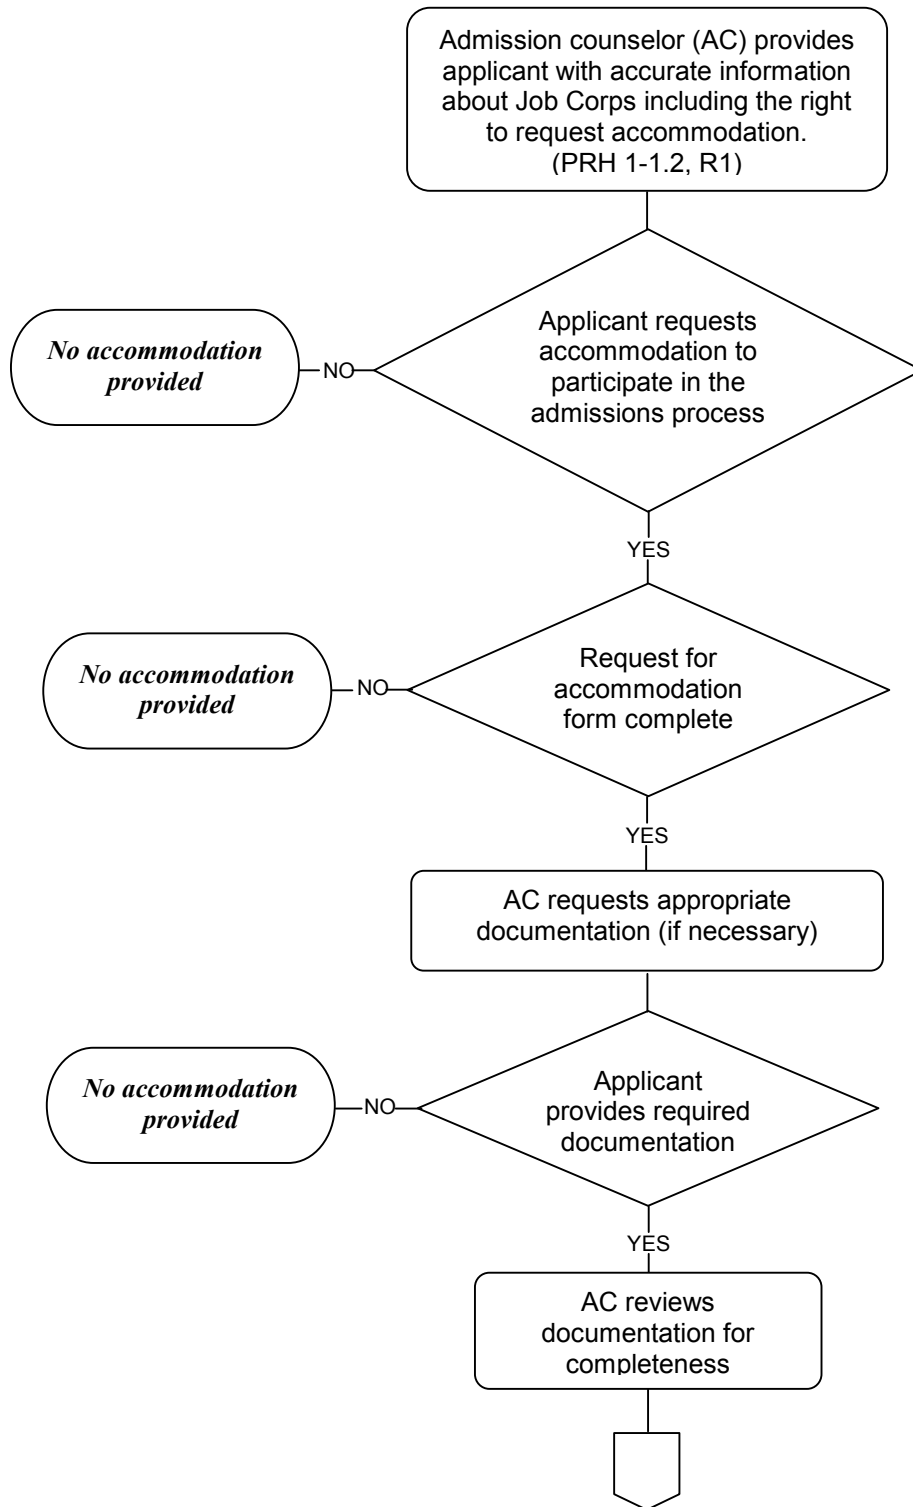 Admission counselor (AC) provides
applicant with accurate information
about Job Corps including the right
to request accommodation.
(PRH 1-1.2, R1)
Applicant requests
accommodation to
participate in the
admissions process
NO
No accommodation
provided
YES
Request for
accommodation
form complete
NO
No accommodation
provided
YES
AC requests appropriate
documentation (if necessary)
Applicant
provides required
documentation
NO
No accommodation
provided
YES
AC reviews
documentation for
completeness